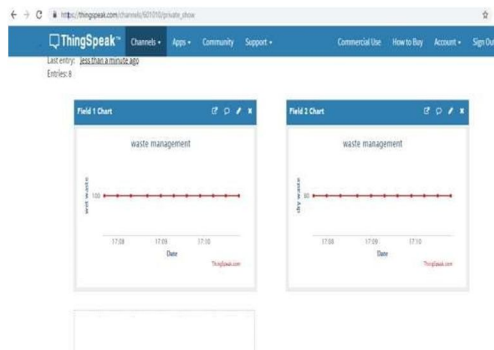 https://thingspeak.com/channels/601010/private_show
ThingSpeak™ Channels Apps Community Support Commercial Use How to Buy Account Sign Out
Last entry: less than a minute ago
Entries: 8
Field 1 Chart
waste management
wet waste
100
17:08 17:09 17:10
Date
ThingSpeak.com
Field 2 Chart
waste management
dry waste
80
17:08 17:09 17:10
Date
ThingSpeak.com